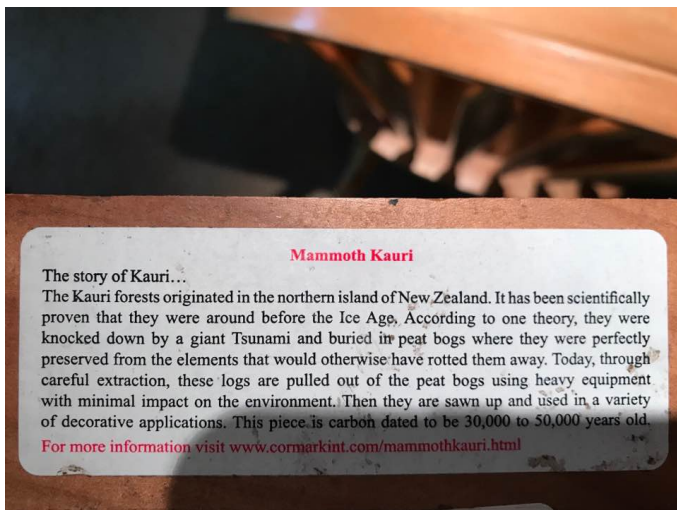 Mammoth Kauri
The story of Kauri...
The Kauri forests originated in the northern island of New Zealand. It has been scientifically
proven that they were around before the Ice Age. According to one theory, they were
knocked down by a giant Tsunami and buried in peat bogs where they were perfectly
preserved from the elements that would otherwise have rotted them away. Today, through
careful extraction, these logs are pulled out of the peat bogs using heavy equipment
with minimal impact on the environment. Then they are sawn up and used in a variety
of decorative applications. This piece is carbon dated to be 30,000 to 50,000 years old.
For more information visit www.cormarkint.com/mammothkauri.html